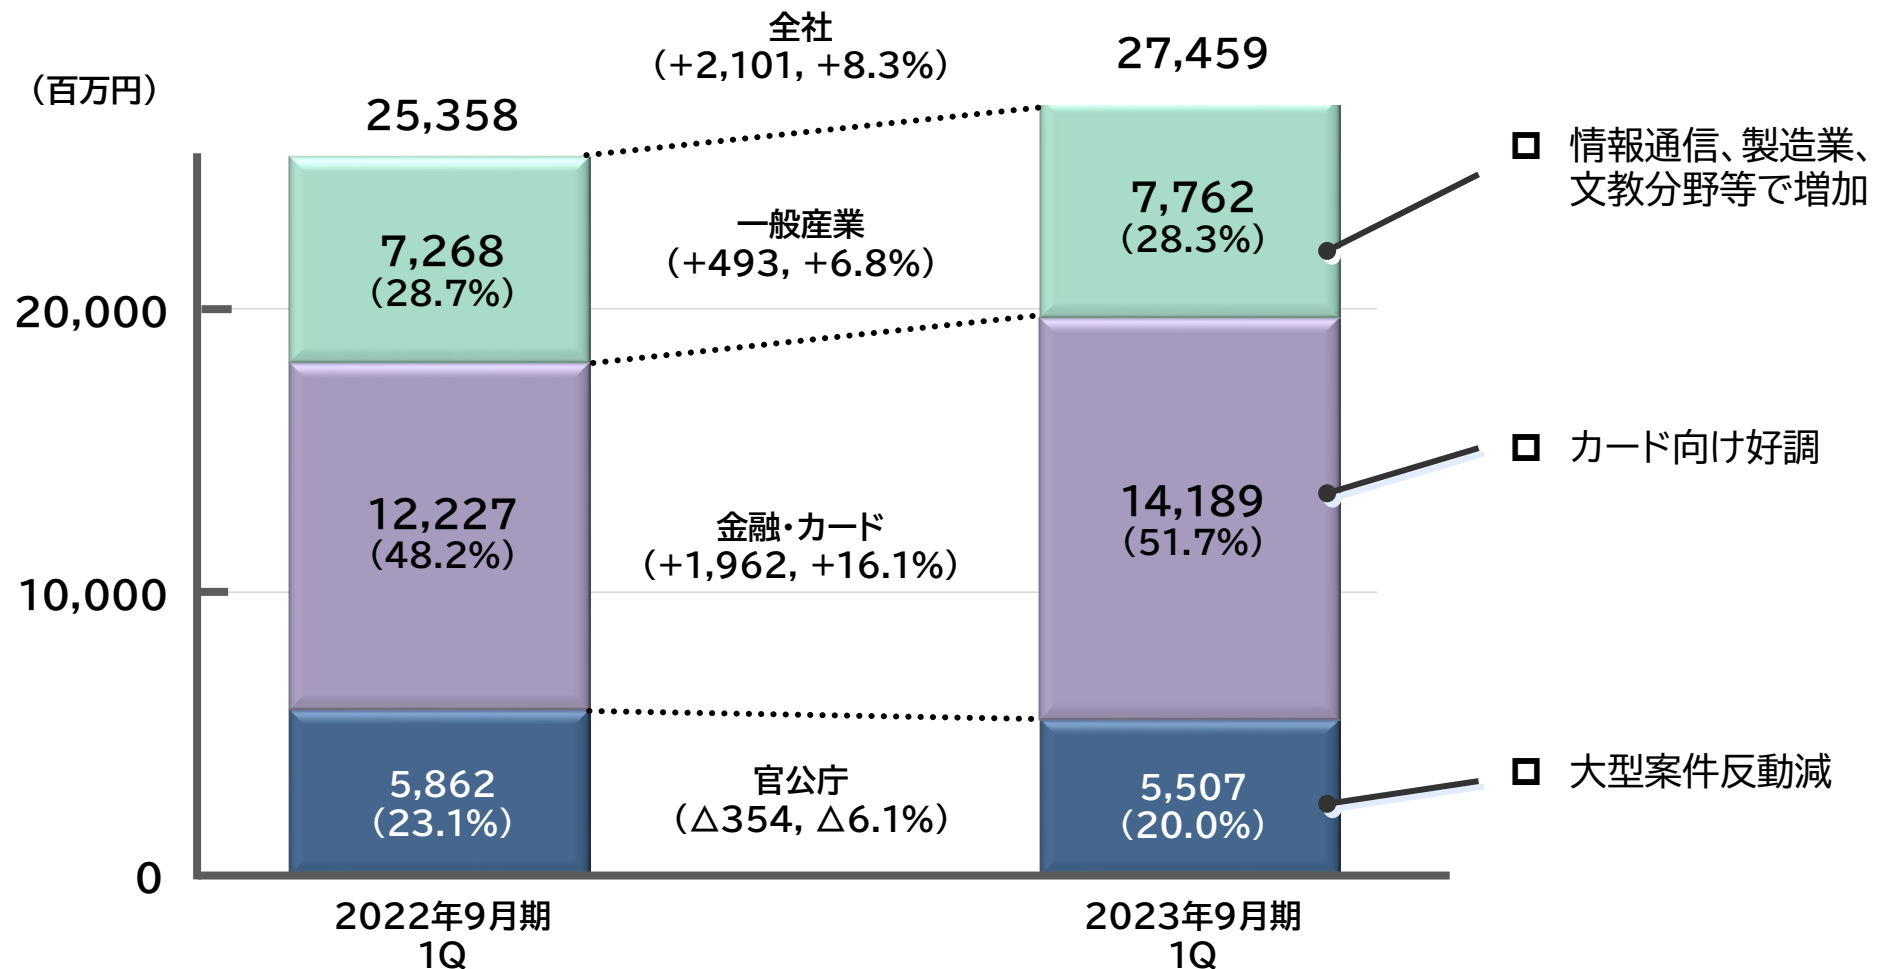 全社
(+2,101, +8.3%)
27,459
(百万円)
25,358
情報通信、製造業、
文教分野等で増加
7,762
(28.3%)
一般産業
(+493, +6.8%)
7,268
(28.7%)
20,000
カード向け好調
14,189
(51.7%)
12,227
(48.2%)
金融・カード
(+1,962, +16.1%)
10,000
大型案件反動減
官公庁
(△354, △6.1%)
5,862
(23.1%)
5,507
(20.0%)
0
2022年9月期
1Q
2023年9月期
1Q